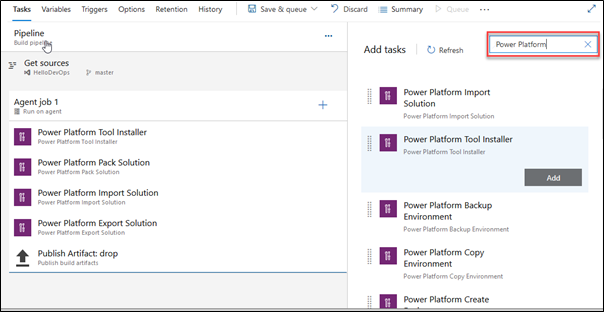 Tasks Variables Triggers Options Retention History Save & queue Discard Summary Queue ...
Pipeline ...
Build pipeline
Get sources
HelloDevOps master
Agent job 1
Run on agent
Power Platform Tool Installer
Power Platform Tool Installer
Power Platform Pack Solution
Power Platform Pack Solution
Power Platform Import Solution
Power Platform Import Solution
Power Platform Export Solution
Power Platform Export Solution
Publish Artifact: drop
Publish build artifacts
Add tasks Refresh Power Platform
Power Platform Import
Solution
Power Platform Import Solution
Power Platform Tool Installer
Power Platform Tool Installer
Add
Power Platform Backup
Environment
Power Platform Backup Environment
Power Platform Copy
Environment
Power Platform Copy Environment
Power Platform Create